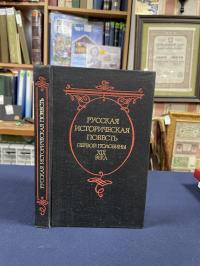 РУССКАЯ ИСТОРИЧЕСКАЯ ПОВЕСТЬ
РУССКАЯ
ИСТОРИЧЕСКАЯ
ПОВЕСТЬ
ПЕРВОЙ ПОЛОВИНЫ
XIX
ВЕКА